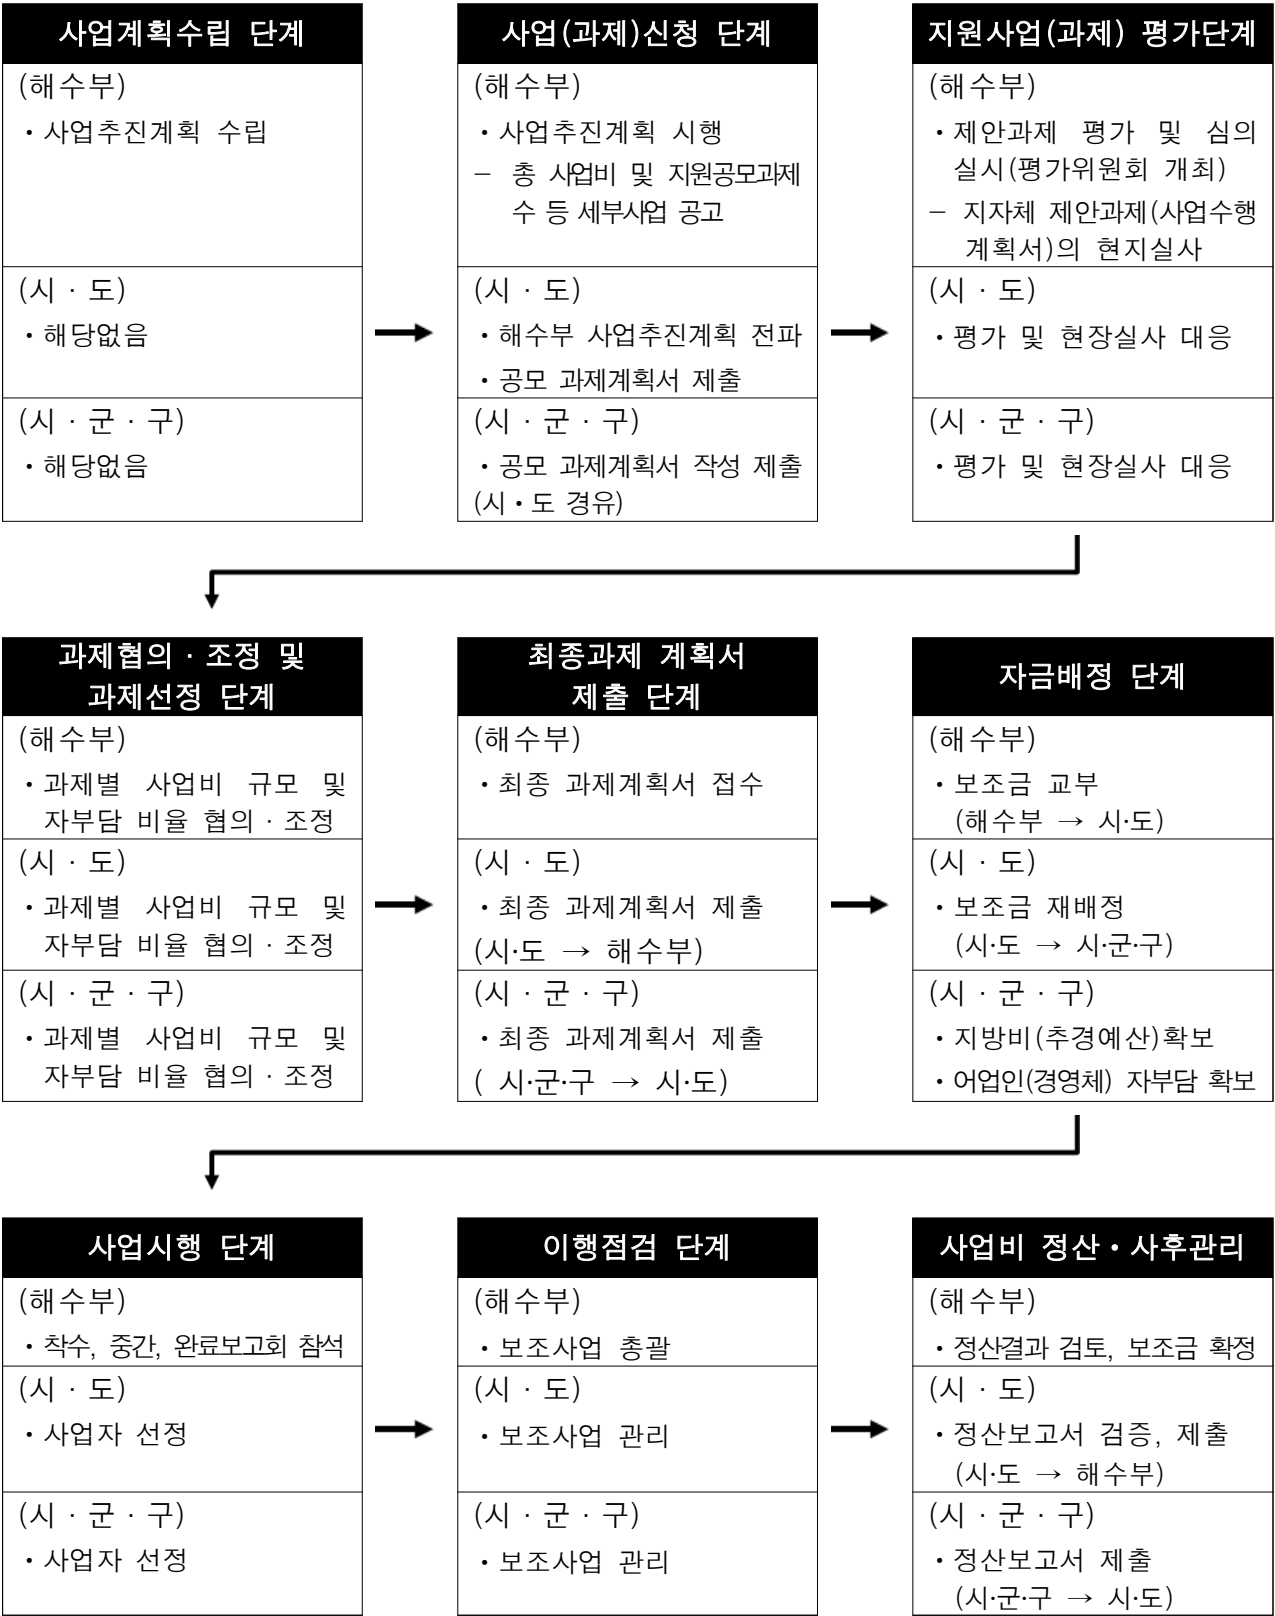 사업계획수립 단계
(해수부)
・사업추진계획 수립
(시 · 도)
・해당없음
(시 · 군 · 구)
・해당없음
사업(과제)신청 단계
(해수부)
・사업추진계획 시행
– 총 사업비 및 지원공모과제
수 등 세부사업 공고
(시 · 도)
・해수부 사업추진계획 전파
・공모 과제계획서 제출
(시 · 군 · 구)
・공모 과제계획서 작성 제출
(시・도 경유)
지원사업(과제) 평가단계
(해수부)
・제안과제 평가 및 심의
실시(평가위원회 개최)
– 지자체 제안과제(사업수행
계획서)의 현지실사
(시 · 도)
・평가 및 현장실사 대응
(시 · 군 · 구)
・평가 및 현장실사 대응
과제협의 · 조정 및
과제선정 단계
(해수부)
・과제별 사업비 규모 및
자부담 비율 협의 · 조정
(시 · 도)
・과제별 사업비 규모 및
자부담 비율 협의 · 조정
(시 · 군 · 구)
・과제별 사업비 규모 및
자부담 비율 협의 · 조정
최종과제 계획서
제출 단계
(해수부)
・최종 과제계획서 접수
(시 · 도)
・최종 과제계획서 제출
(시·도 → 해수부)
(시 · 군 · 구)
・최종 과제계획서 제출
( 시·군·구 → 시·도)
자금배정 단계
(해수부)
・보조금 교부
(해수부 → 시·도)
(시 · 도)
・보조금 재배정
(시·도 → 시·군·구)
(시 · 군 · 구)
・지방비(추경예산)확보
・어업인(경영체) 자부담 확보
사업시행 단계
(해수부)
・착수, 중간, 완료보고회 참석
(시 · 도)
・사업자 선정
(시 · 군 · 구)
・사업자 선정
이행점검 단계
(해수부)
・보조사업 총괄
(시 · 도)
・보조사업 관리
(시 · 군 · 구)
・보조사업 관리
사업비 정산・사후관리
(해수부)
・정산결과 검토, 보조금 확정
(시 · 도)
・정산보고서 검증, 제출
(시·도 → 해수부)
(시 · 군 · 구)
・정산보고서 제출
(시·군·구 → 시·도)